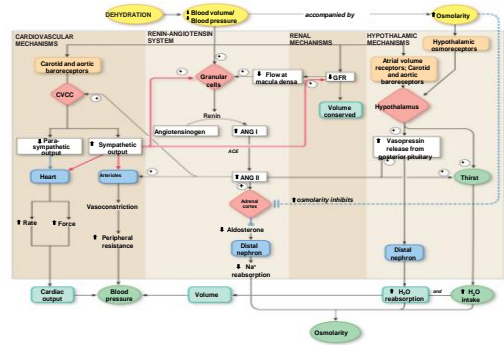 DEHYDRATION
⬇ Blood volume/
⬇ Blood pressure
accompanied by
⬆ Osmolarity
CARDIOVASCULAR
MECHANISMS
RENIN-ANGIOTENSIN
SYSTEM
RENAL
MECHANISMS
HYPOTHALAMIC
MECHANISMS
Hypothalamic
osmoreceptors
Carotid and aortic
baroreceptors
Granular
cells
⬇ Flow at
macula densa
⬇ GFR
Atrial volume
receptors; Carotid
and aortic
baroreceptors
CVCC
Volume
conserved
Hypothalamus
Renin
Angiotensinogen
⬆ ANG I
⬇ Para-
sympathetic
output
⬆ Sympathetic
output
ACE
⬆ Vasopressin
release from
posterior pituitary
Heart
Arterioles
⬆ ANG II
Thirst
Vasoconstriction
Adrenal
cortex
⬆ osmolarity inhibits
⬆ Rate
⬆ Force
⬆ Peripheral
resistance
⬇ Aldosterone
Distal
nephron
Distal
nephron
⬇ Na⁺
reabsorption
Cardiac
output
Blood
pressure
Volume
⬆ H₂O
reabsorption
and
⬆ H₂O
intake
Osmolarity